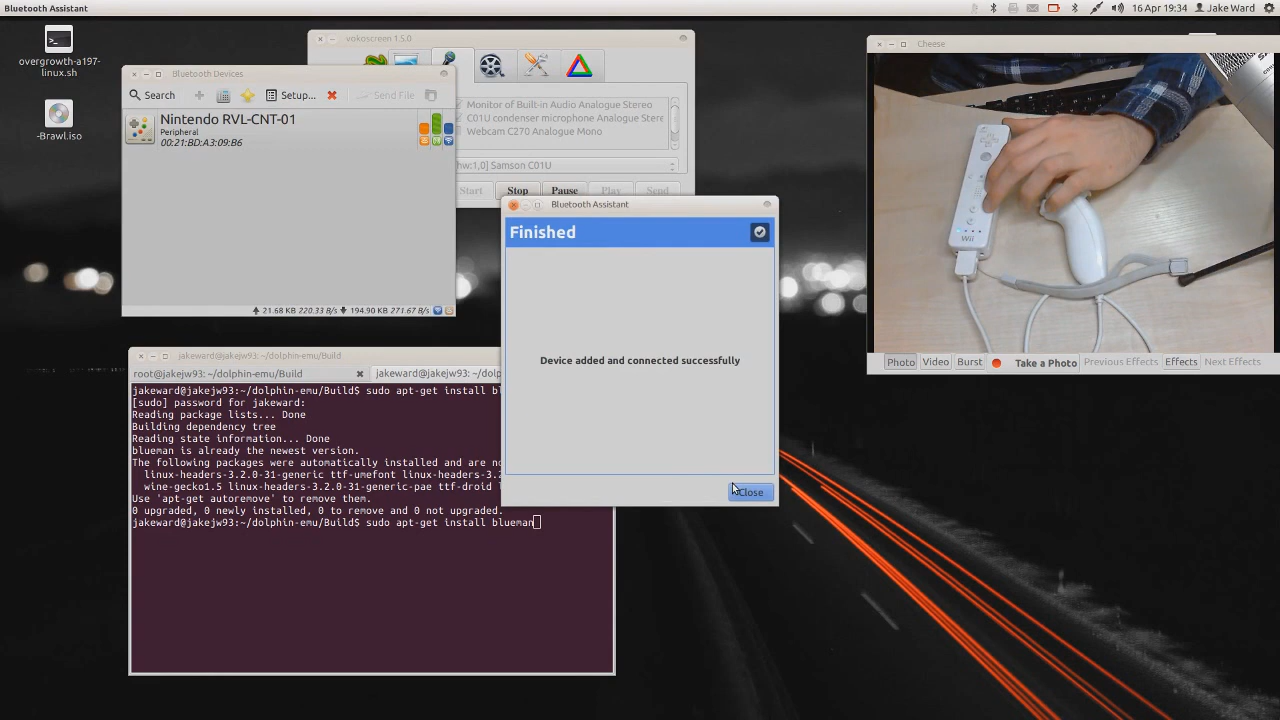 Bluetooth Assistant
16 Apr 19:34 Jake Ward
overgrowth-a197-
linux.sh
-Brawl.iso
vokoscreen 1.5.0
Monitor of Built-in Audio Analogue Stereo
C01U condenser microphone Analogue Stere
Webcam C270 Analogue Mono
hw:1,0] Samson C01U
Start Stop Pause Play Send
Bluetooth Devices
Search Setup... Send File
Nintendo RVL-CNT-01
Peripheral
00:21:BD:A3:09:B6
21.68 KB 220.33 B/s 194.90 KB 271.67 B/s
Bluetooth Assistant
Finished
Device added and connected successfully
Close
Cheese
Wii
Photo Video Burst Take a Photo Previous Effects Effects Next Effects
jakeward@jakejw93: ~/dolphin-emu/Build
root@jakejw93: ~/dolphin-emu/Build jakeward@jakejw93: ~/dolphin-emu/B
jakeward@jakejw93:~/dolphin-emu/Build$ sudo apt-get install bl
[sudo] password for jakeward:
Reading package lists... Done
Building dependency tree
Reading state information... Done
blueman is already the newest version.
The following packages were automatically installed and are no
linux-headers-3.2.0-31-generic ttf-umefont linux-headers-3.2
wine-gecko1.5 linux-headers-3.2.0-31-generic-pae ttf-droid l
Use 'apt-get autoremove' to remove them.
0 upgraded, 0 newly installed, 0 to remove and 0 not upgraded.
jakeward@jakejw93:~/dolphin-emu/Build$ sudo apt-get install blueman